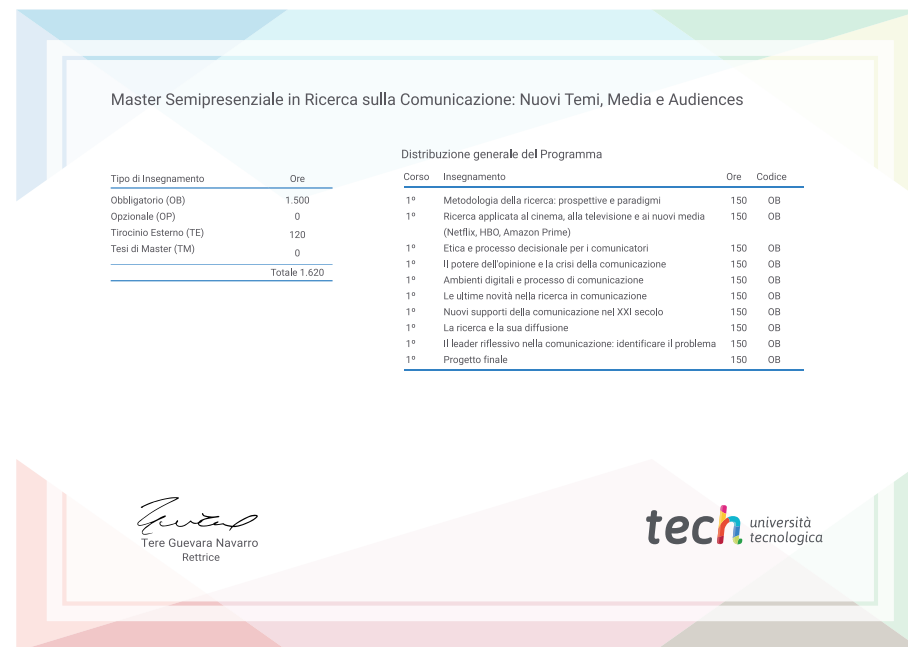 Master Semipresenziale in Ricerca sulla Comunicazione: Nuovi Temi, Media e Audiences
Tipo di Insegnamento Ore
Obbligatorio (OB) 1.500
Opzionale (OP) 0
Tirocinio Esterno (TE) 120
Tesi di Master (TM) 0
Totale 1.620
Distribuzione generale del Programma
Corso Insegnamento Ore Codice
1º Metodologia della ricerca: prospettive e paradigmi 150 OB
1º Ricerca applicata al cinema, alla televisione e ai nuovi media 150 OB
(Netflix, HBO, Amazon Prime)
1º Etica e processo decisionale per i comunicatori 150 OB
1º Il potere dell'opinione e la crisi della comunicazione 150 OB
1º Ambienti digitali e processo di comunicazione 150 OB
1º Le ultime novità nella ricerca in comunicazione 150 OB
1º Nuovi supporti della comunicazione nel XXI secolo 150 OB
1º La ricerca e la sua diffusione 150 OB
1º Il leader riflessivo nella comunicazione: identificare il problema 150 OB
1º Progetto finale 150 OB
Tere Guevara Navarro
Rettrice
tech università
tecnologica